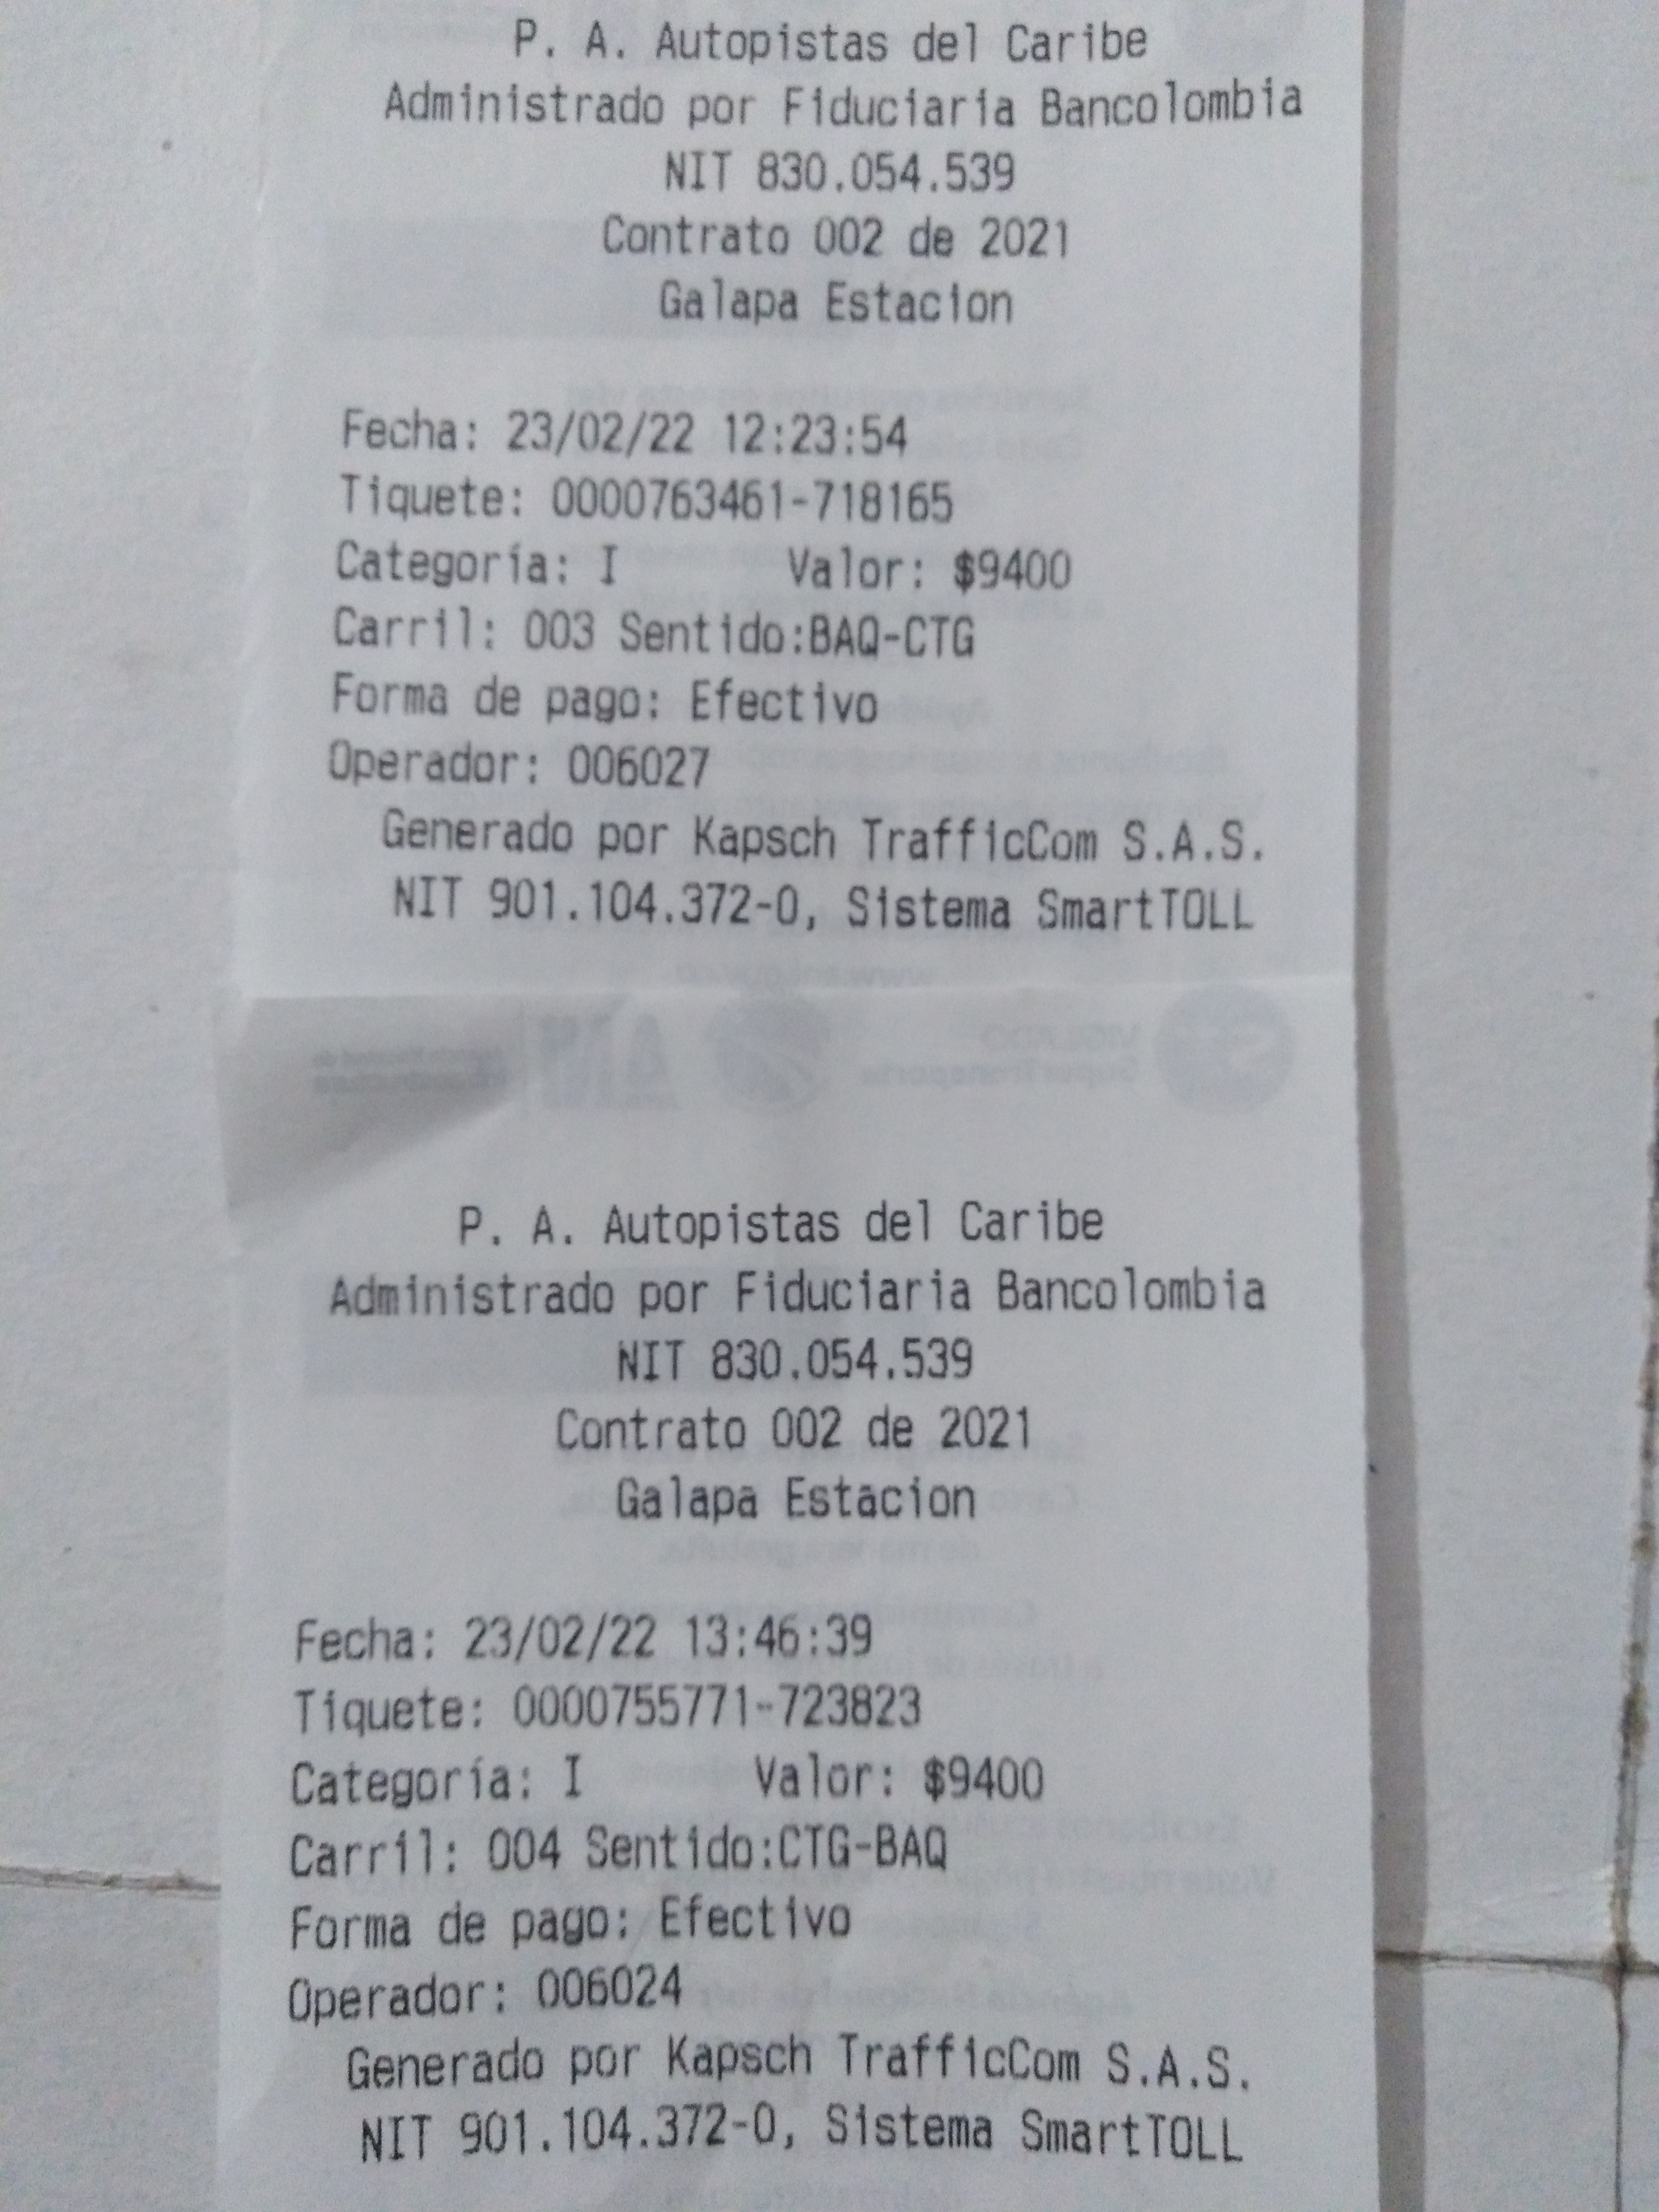 P. A. Autopistas del Caribe
Administrado por Fiduciaria Bancolombia
NIT 830.054.539
Contrato 002 de 2021
Galapa Estacion
Fecha: 23/02/22 12:23:54
Tiquete: 0000763461-718165
Categoría: I Valor: $9400
Carril: 003 Sentido:BAQ-CTG
Forma de pago: Efectivo
Operador: 006027
Generado por Kapsch TrafficCom S.A.S.
NIT 901.104.372-0, Sistema SmartTOLL
P. A. Autopistas del Caribe
Administrado por Fiduciaria Bancolombia
NIT 830.054.539
Contrato 002 de 2021
Galapa Estacion
Fecha: 23/02/22 13:46:39
Tiquete: 0000755771-723823
Categoría: I Valor: $9400
Carril: 004 Sentido:CTG-BAQ
Forma de pago: Efectivo
Operador: 006024
Generado por Kapsch TrafficCom S.A.S.
NIT 901.104.372-0, Sistema SmartTOLL